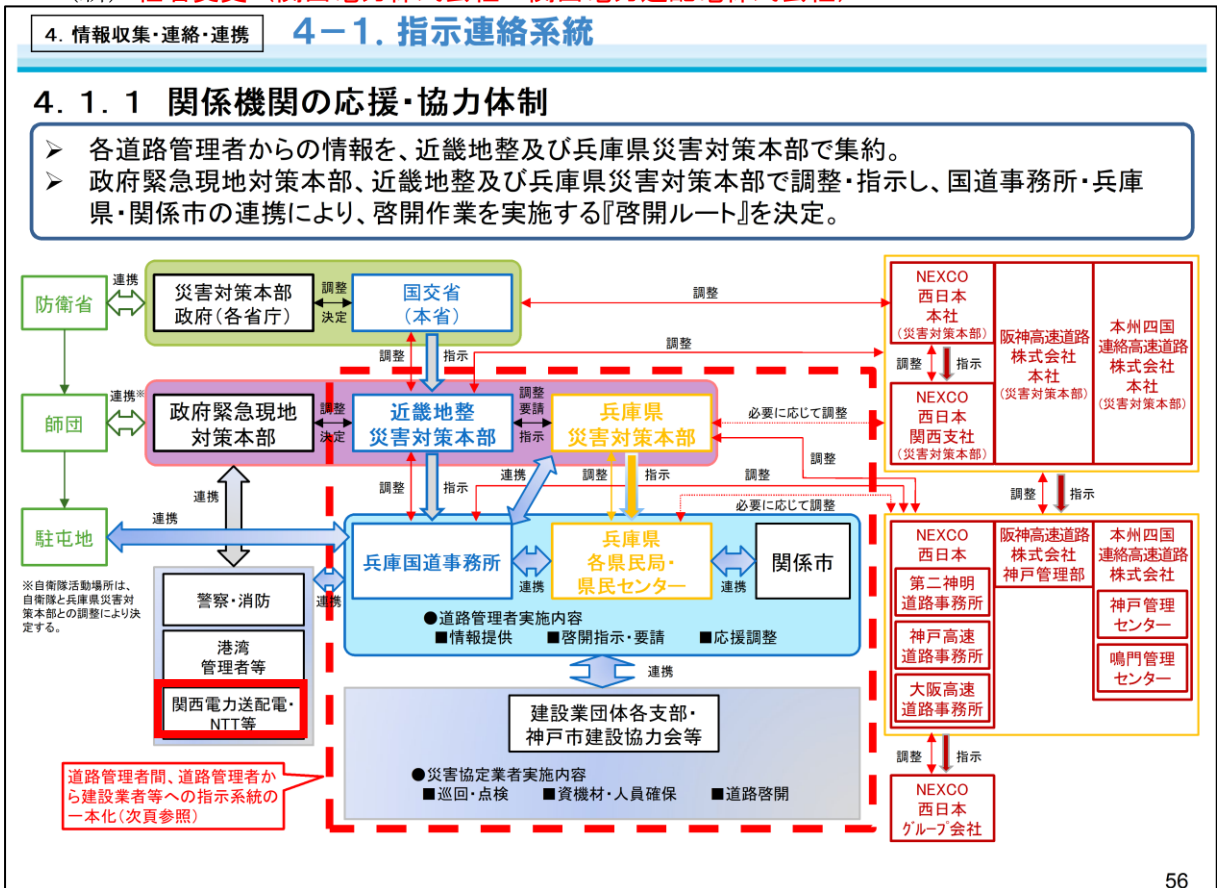 4. 情報収集・連絡・連携
4－1. 指示連絡系統
4. 1. 1 関係機関の応援・協力体制
➢ 各道路管理者からの情報を、近畿地整及び兵庫県災害対策本部で集約。
➢ 政府緊急現地対策本部、近畿地整及び兵庫県災害対策本部で調整・指示し、国道事務所・兵庫
県・関係市の連携により、啓開作業を実施する『啓開ルート』を決定。
防衛省
連携
災害対策本部
政府（各省庁）
調整
決定
国交省
（本省）
調整
NEXCO
西日本
本社
(災害対策本部)
阪神高速道路
株式会社
本社
(災害対策本部)
本州四国
連絡高速道路
株式会社
本社
(災害対策本部)
調整
指示
調整
調整
指示
師団
連携※
政府緊急現地
対策本部
調整
決定
近畿地整
災害対策本部
調整
要請
指示
兵庫県
災害対策本部
必要に応じて調整
NEXCO
西日本
関西支社
(災害対策本部)
調整
連携
調整
指示
連携
調整
指示
調整
指示
必要に応じて調整
駐屯地
連携
兵庫国道事務所
連携
兵庫県
各県民局・
県民センター
連携
関係市
NEXCO
西日本
第二神明
道路事務所
神戸高速
道路事務所
大阪高速
道路事務所
阪神高速道路
株式会社
神戸管理部
本州四国
連絡高速道路
株式会社
神戸管理
センター
鳴門管理
センター
※自衛隊活動場所は、
自衛隊と兵庫県災害対
策本部との調整により決
定する。
警察・消防
連携
港湾
管理者等
関西電力送配電・
NTT等
●道路管理者実施内容
■情報提供 ■啓開指示・要請 ■応援調整
連携
建設業団体各支部・
神戸市建設協力会等
●災害協定業者実施内容
■巡回・点検 ■資機材・人員確保 ■道路啓開
道路管理者間、道路管理者か
ら建設業者等への指示系統の
一本化（次頁参照）
調整
指示
NEXCO
西日本
グループ会社
56